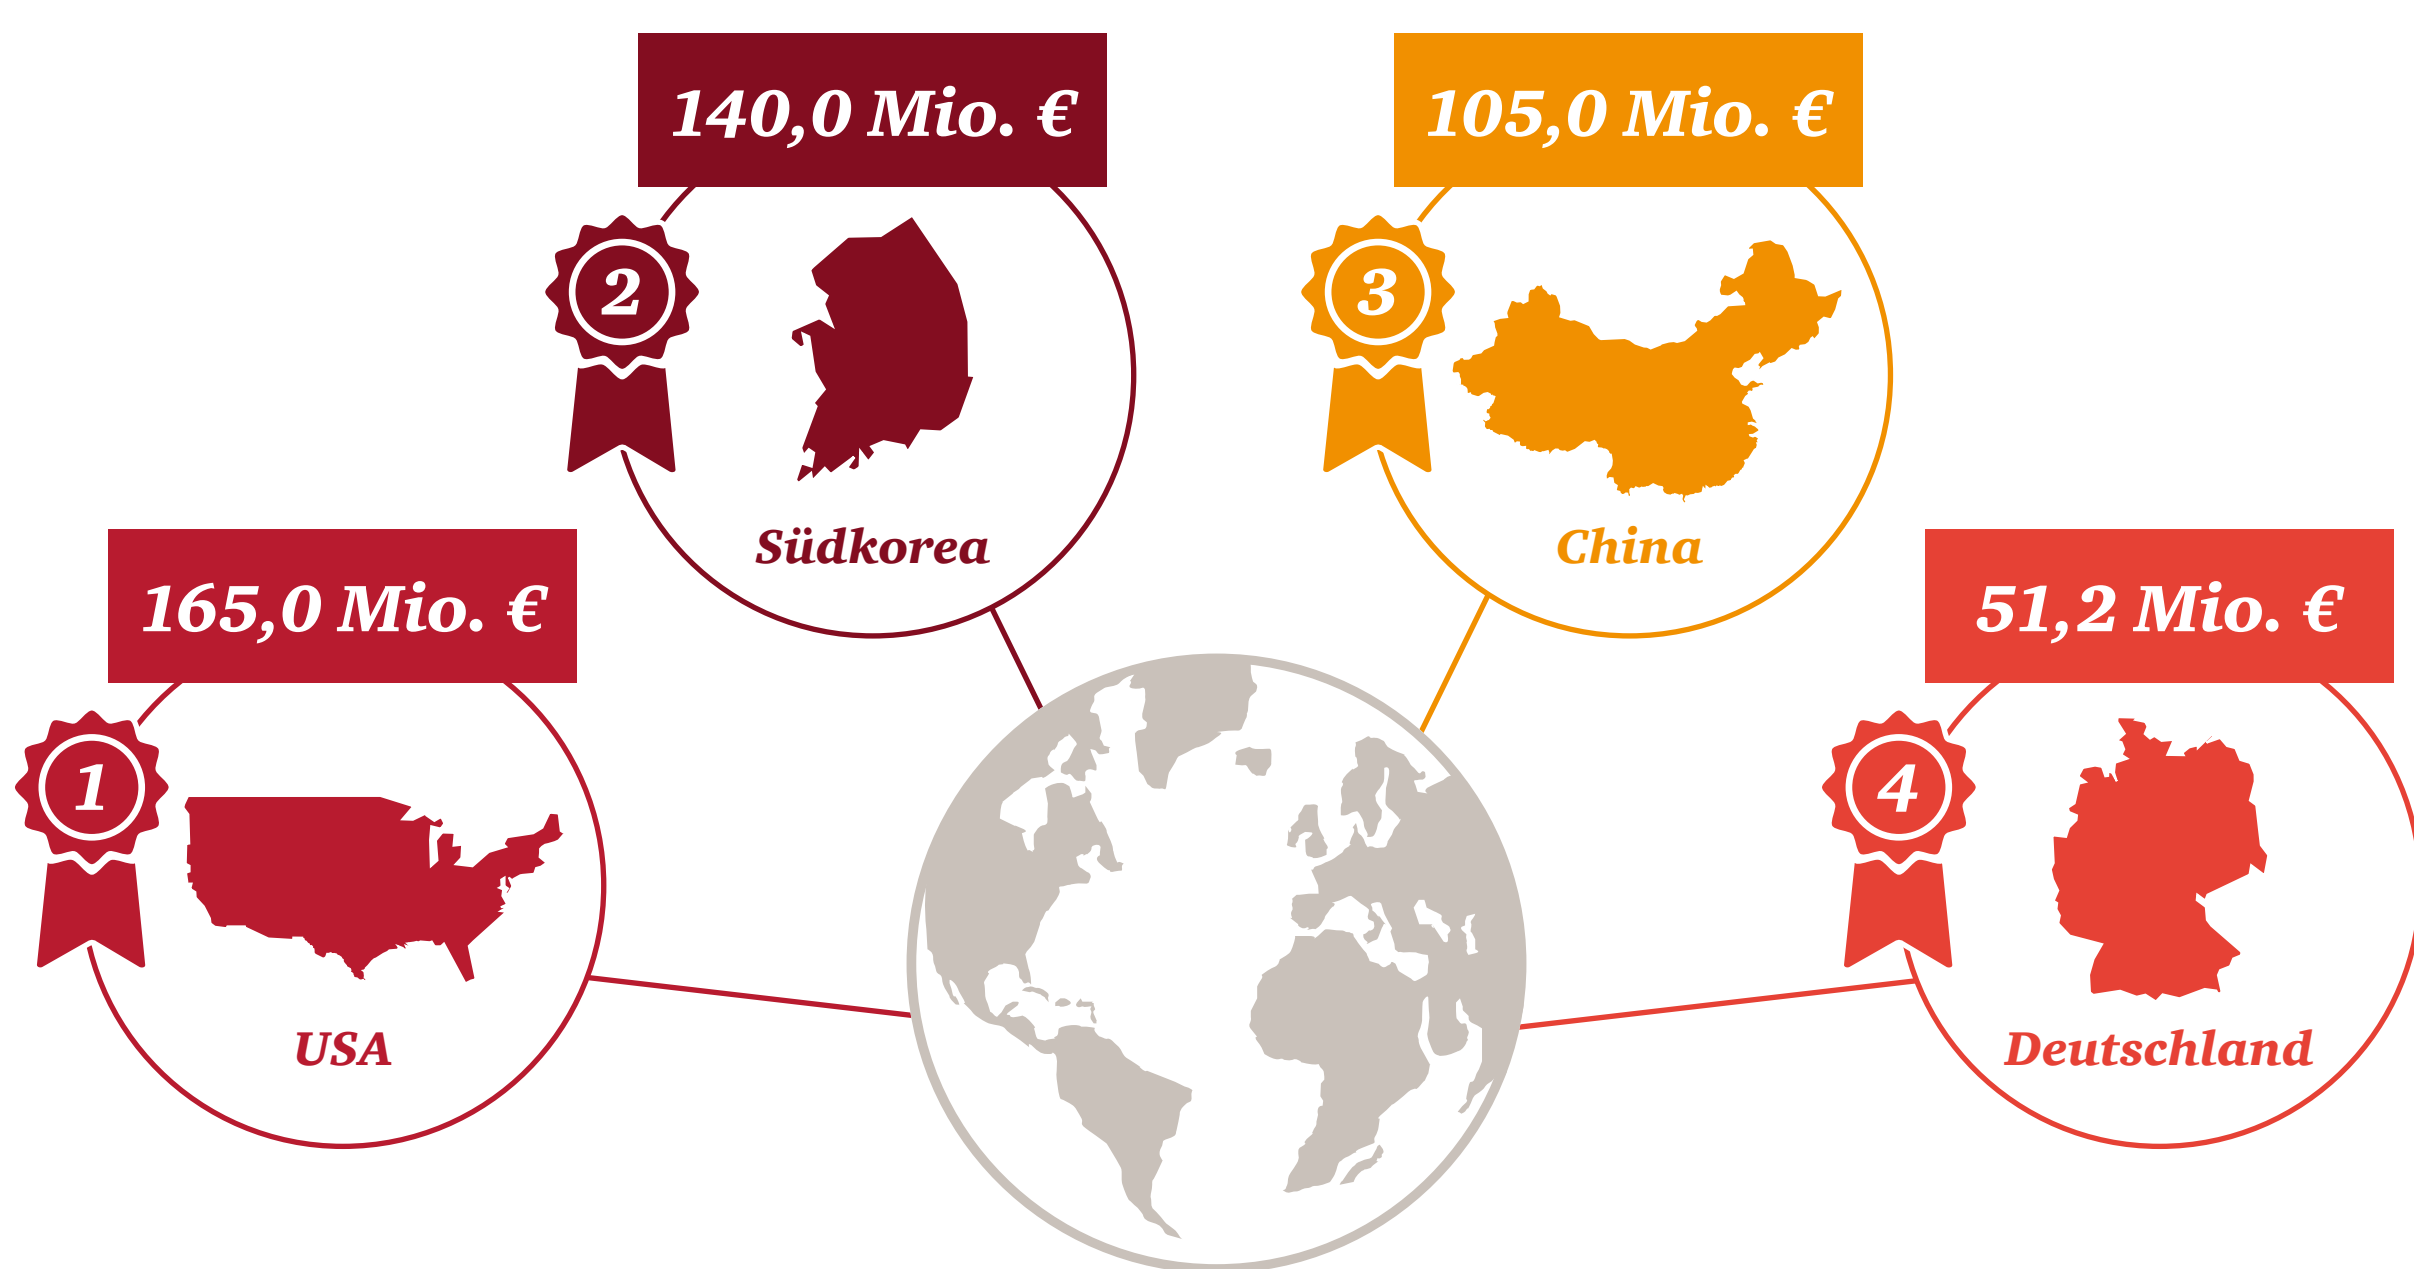 140,0 Mio. €
2
Südkorea
105,0 Mio. €
3
China
165,0 Mio. €
1
USA
51,2 Mio. €
4
Deutschland